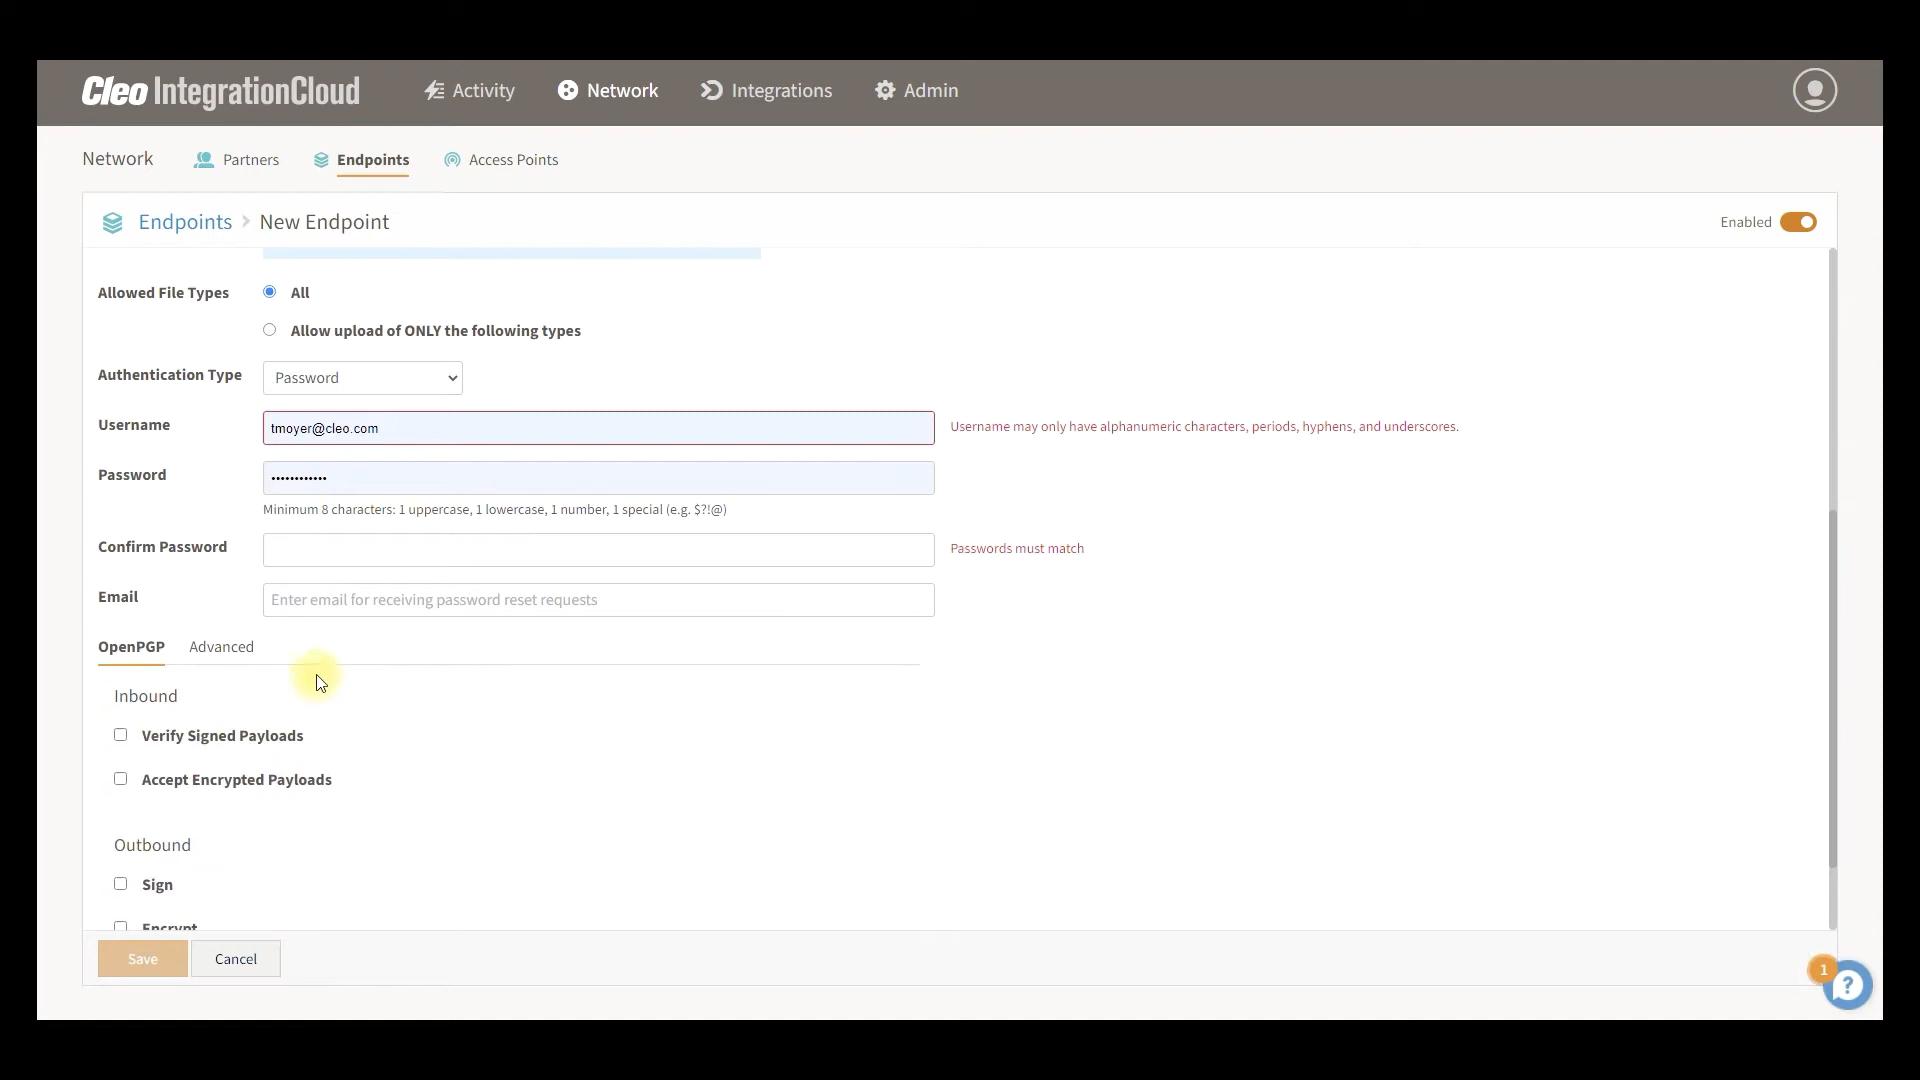 Cleo IntegrationCloud Activity Network Integrations Admin
Network Partners Endpoints Access Points
Endpoints New Endpoint Enabled
Allowed File Types All
Allow upload of ONLY the following types
Authentication Type Password
Username tmoyer@cleo.com Username may only have alphanumeric characters, periods, hyphens, and underscores.
Password ••••••••••••
Minimum 8 characters: 1 uppercase, 1 lowercase, 1 number, 1 special (e.g. $?!@)
Confirm Password Passwords must match
Email Enter email for receiving password reset requests
OpenPGP Advanced
Inbound
Verify Signed Payloads
Accept Encrypted Payloads
Outbound
Sign
Encrypt
Save Cancel
1 ?